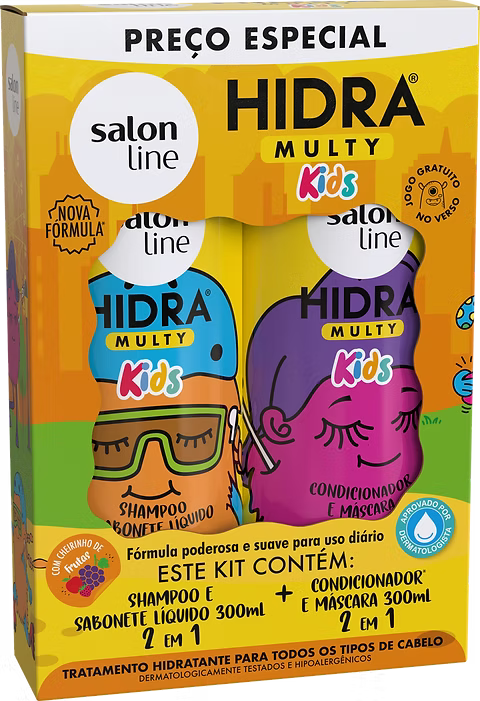 PREÇO ESPECIAL
salon
line
HIDRA®
MULTY
Kids
JOGO GRATUITO
NO VERSO
NOVA
FÓRMULA*
salon
line
HIDRA®
MULTY
Kids
SHAMPOO
SABONETE LÍQUIDO
salon
line
HIDRA
MULTY
Kids
CONDICIONADOR
E MÁSCARA
APROVADO POR
DERMATOLOGISTA
COM CHEIRINHO DE
Frutas
Fórmula poderosa e suave para uso diário
ESTE KIT CONTÉM:
SHAMPOO E
SABONETE LÍQUIDO 300ml
2 EM 1
+
CONDICIONADOR*
E MÁSCARA 300ml
2 EM 1
TRATAMENTO HIDRATANTE PARA TODOS OS TIPOS DE CABELO
DERMATOLOGICAMENTE TESTADOS E HIPOALERGÊNICOS